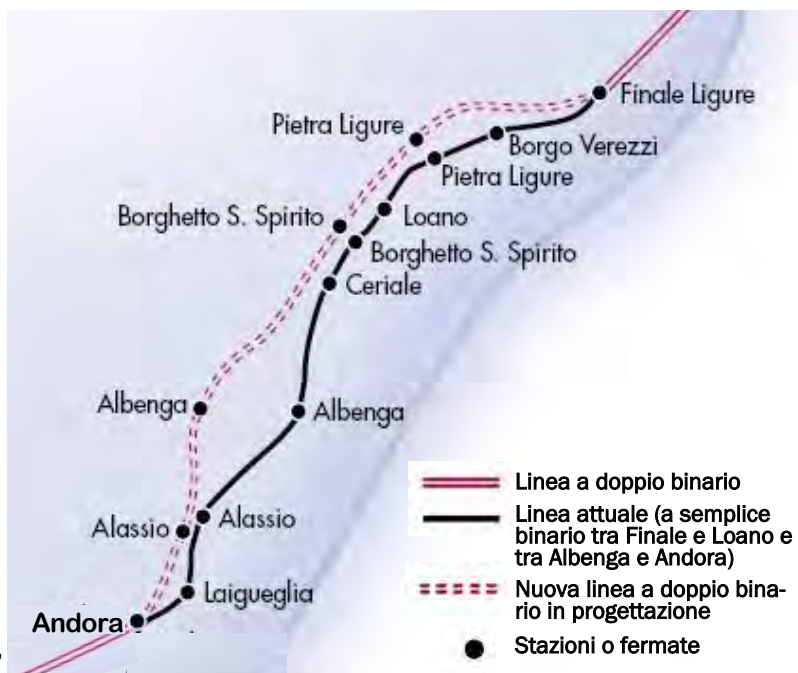 Finale Ligure
Pietra Ligure
Borgo Verezzi
Pietra Ligure
Borghetto S. Spirito
Loano
Borghetto S. Spirito
Ceriale
Albenga
Albenga
Alassio
Alassio
Laigueglia
Andora
Linea a doppio binario
Linea attuale (a semplice
binario tra Finale e Loano e
tra Albenga e Andora)
Nuova linea a doppio bina-
rio in progettazione
Stazioni o fermate